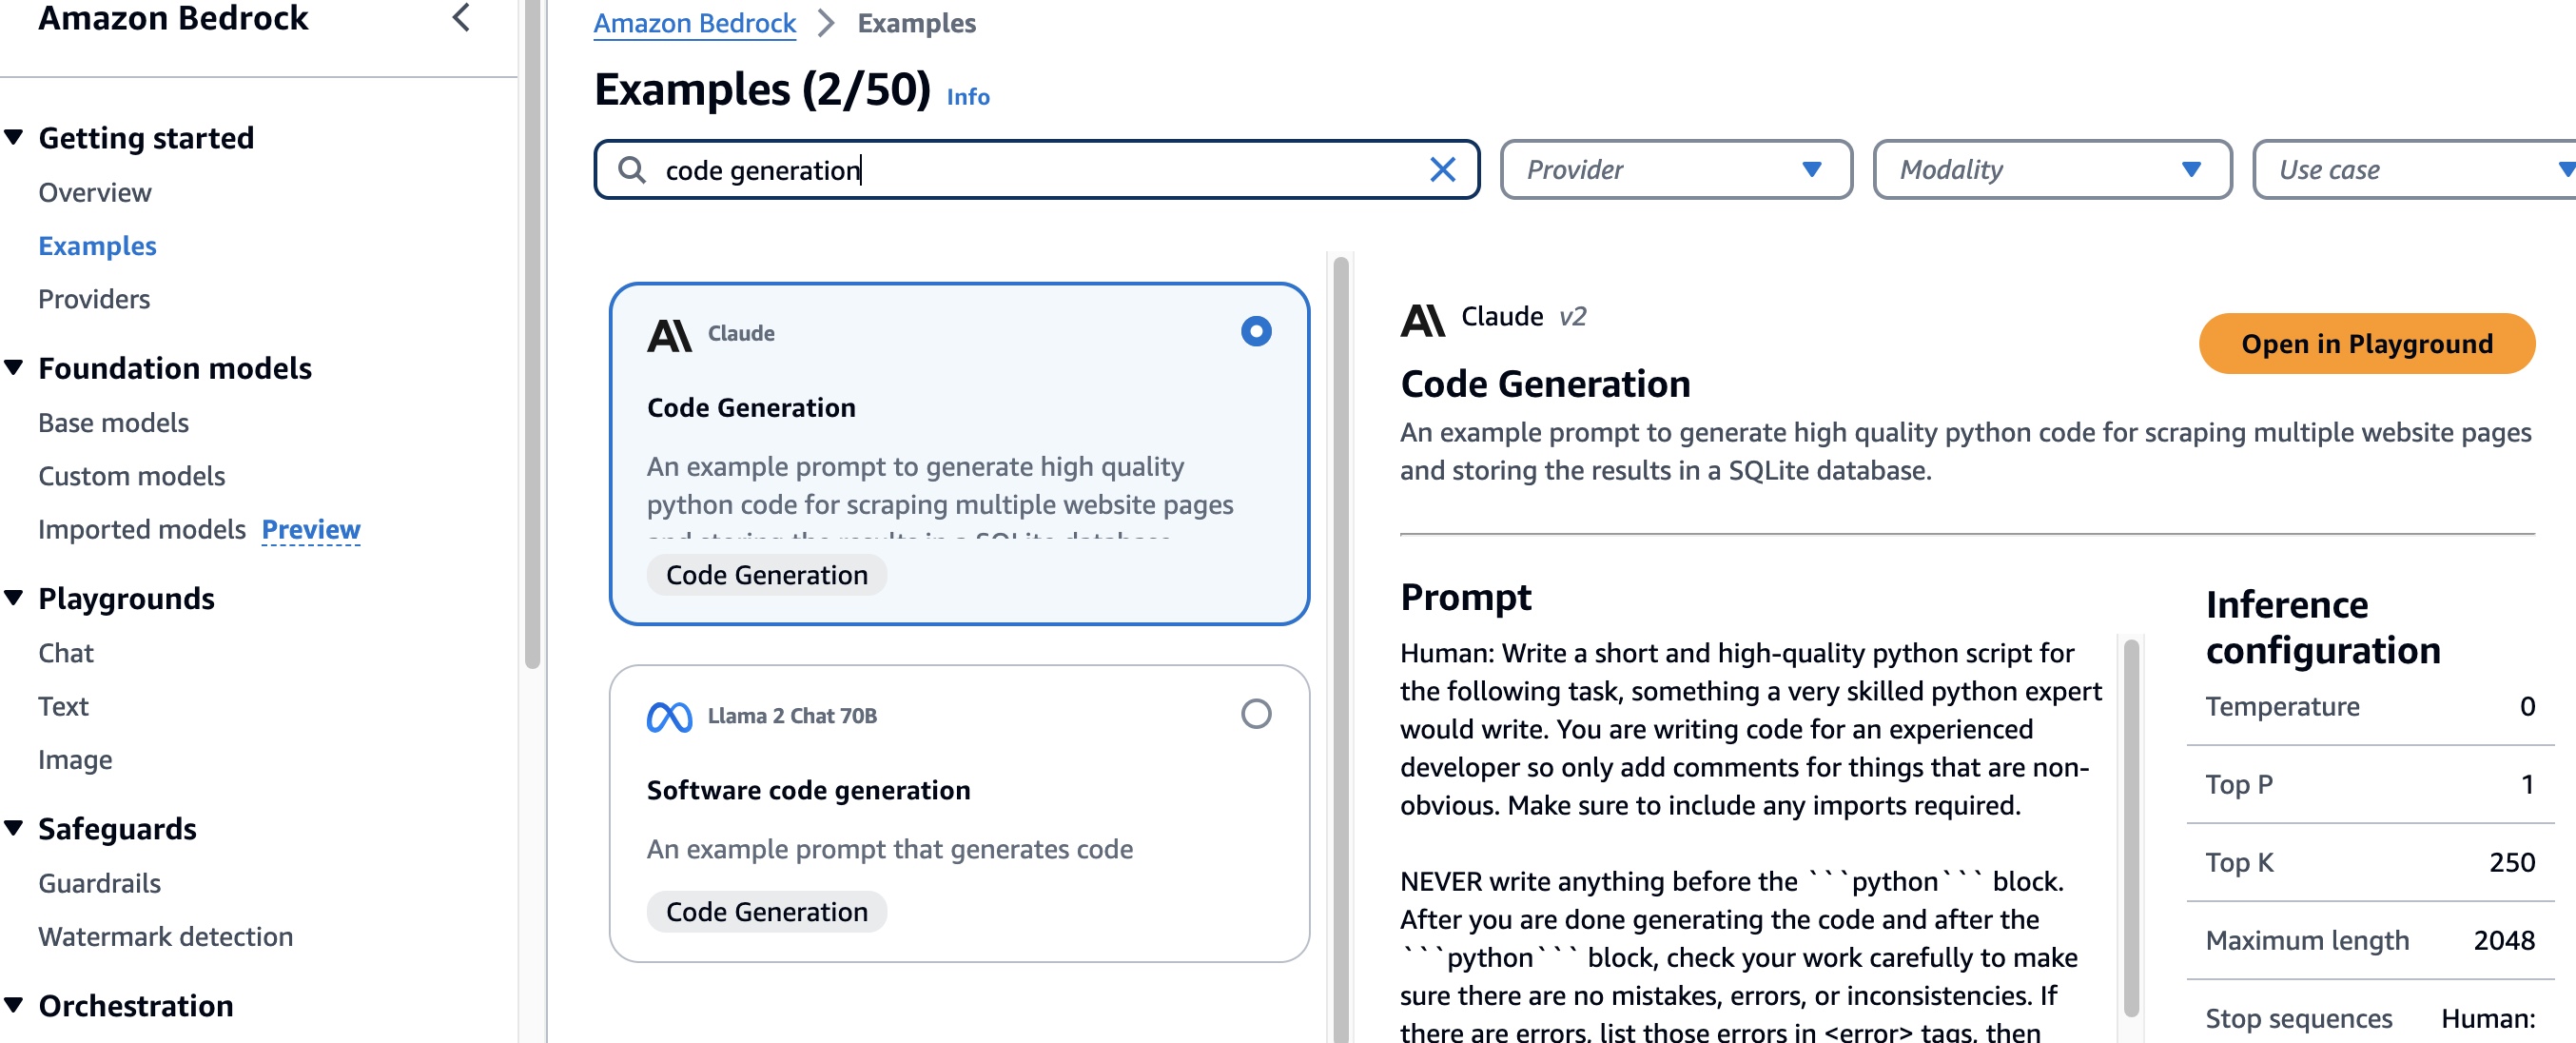 Amazon Bedrock
Getting started
Overview
Examples
Providers
Foundation models
Base models
Custom models
Imported models Preview
Playgrounds
Chat
Text
Image
Safeguards
Guardrails
Watermark detection
Orchestration
Amazon Bedrock > Examples
Examples (2/50) Info
code generation
Provider
Modality
Use case
Claude
Code Generation
An example prompt to generate high quality
python code for scraping multiple website pages
and storing the results in a SQLite database.
Code Generation
Llama 2 Chat 70B
Software code generation
An example prompt that generates code
Code Generation
Claude v2
Open in Playground
Code Generation
An example prompt to generate high quality python code for scraping multiple website pages
and storing the results in a SQLite database.
Prompt
Human: Write a short and high-quality python script for
the following task, something a very skilled python expert
would write. You are writing code for an experienced
developer so only add comments for things that are non-
obvious. Make sure to include any imports required.
NEVER write anything before the ```python``` block.
After you are done generating the code and after the
```python``` block, check your work carefully to make
sure there are no mistakes, errors, or inconsistencies. If
there are errors, list those errors in <error> tags, then
Inference
configuration
Temperature 0
Top P 1
Top K 250
Maximum length 2048
Stop sequences Human: